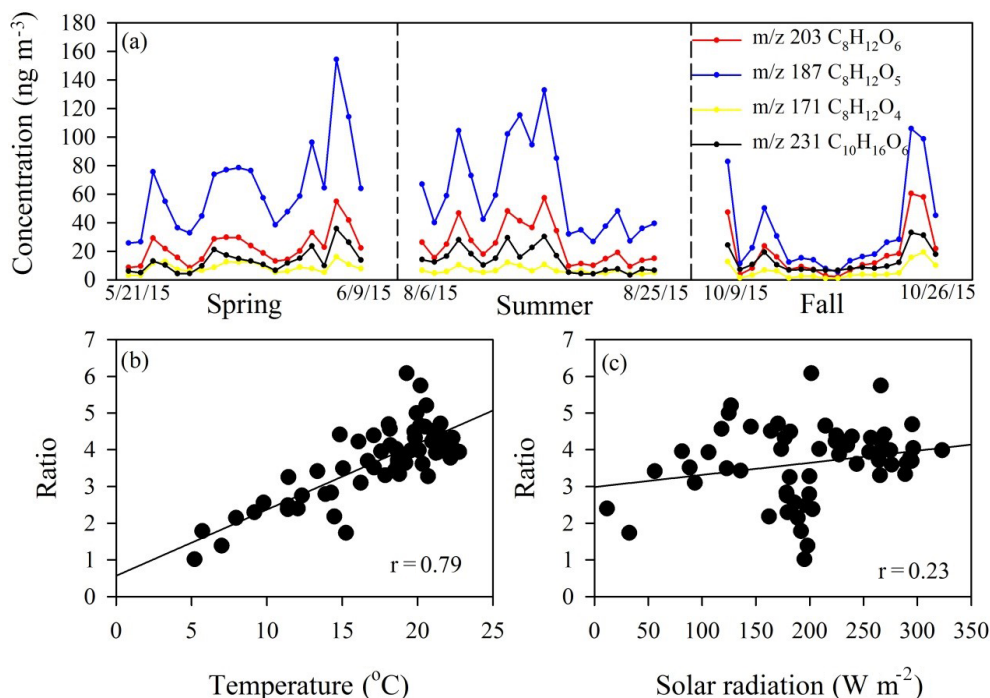 Concentration (ng m⁻³)
180
160
140
120
100
80
60
40
20
0
(a)
m/z 203 C₈H₁₂O₆
m/z 187 C₈H₁₂O₅
m/z 171 C₈H₁₂O₄
m/z 231 C₁₀H₁₆O₆
5/21/15 6/9/15 8/6/15 8/25/15 10/9/15 10/26/15
Spring Summer Fall
Ratio
7
6
5
4
3
2
1
0
(b)
r = 0.79
0 5 10 15 20 25
Temperature (°C)
Ratio
7
6
5
4
3
2
1
0
(c)
r = 0.23
0 50 100 150 200 250 300 350
Solar radiation (W m⁻²)